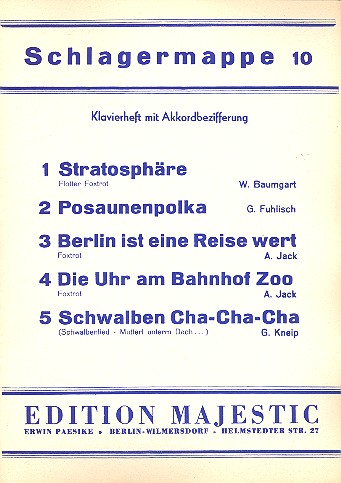 Schlagermappe 10
Klavierheft mit Akkordbezifferung
1 Stratosphäre
Flotter Foxtrot W. Baumgart
2 Posaunenpolka G. Fuhlisch
3 Berlin ist eine Reise wert
Foxtrot A. Jack
4 Die Uhr am Bahnhof Zoo
Foxtrot A. Jack
5 Schwalben Cha-Cha-Cha
(Schwalbenlied - Mutterl unterm Dach...) G. Kneip
EDITION MAJESTIC
ERWIN PAESIKE • BERLIN-WILMERSDORF • HELMSTEDTER STR. 27